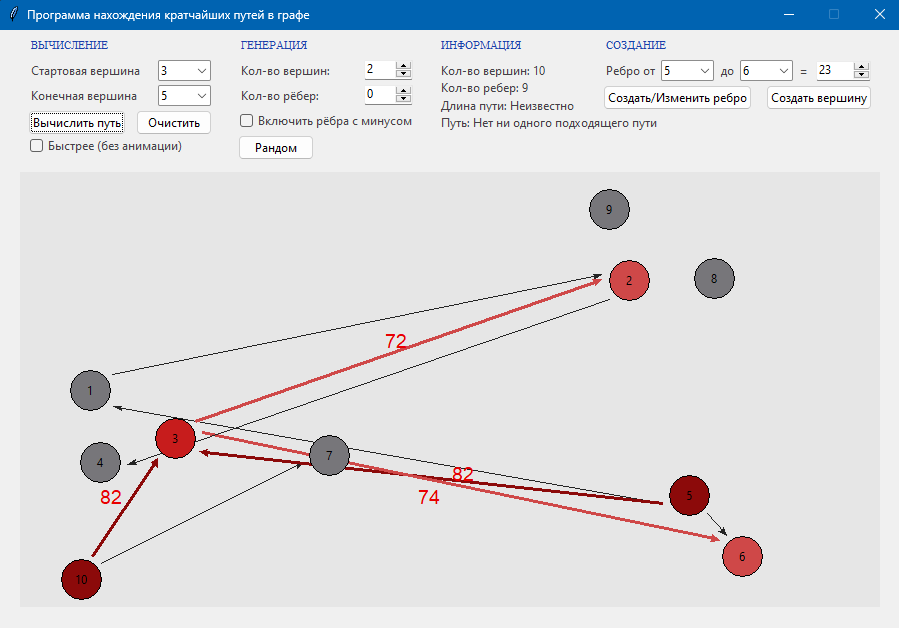 Программа нахождения кратчайших путей в графе
ВЫЧИСЛЕНИЕ
Стартовая вершина 3
Конечная вершина 5
Вычислить путь Очистить
Быстрее (без анимации)
ГЕНЕРАЦИЯ
Кол-во вершин: 2
Кол-во рёбер: 0
Включить рёбра с минусом
Рандом
ИНФОРМАЦИЯ
Кол-во вершин: 10
Кол-во ребер: 9
Длина пути: Неизвестно
Путь: Нет ни одного подходящего пути
СОЗДАНИЕ
Ребро от 5 до 6 = 23
Создать/Изменить ребро Создать вершину
9
2
8
72
1
3
7
4
82
82
74
5
6
10